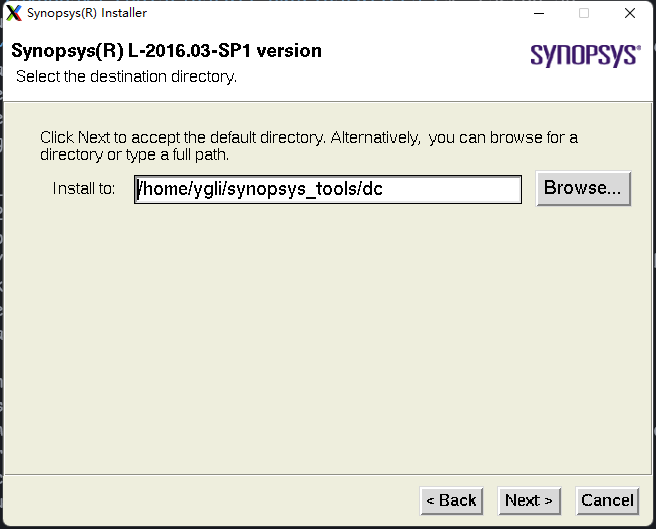 Synopsys(R) Installer
Synopsys(R) L-2016.03-SP1 version
SYNOPSYS®
Select the destination directory.
Click Next to accept the default directory. Alternatively, you can browse for a
directory or type a full path.
Install to: /home/ygli/synopsys_tools/dc Browse...
< Back Next > Cancel